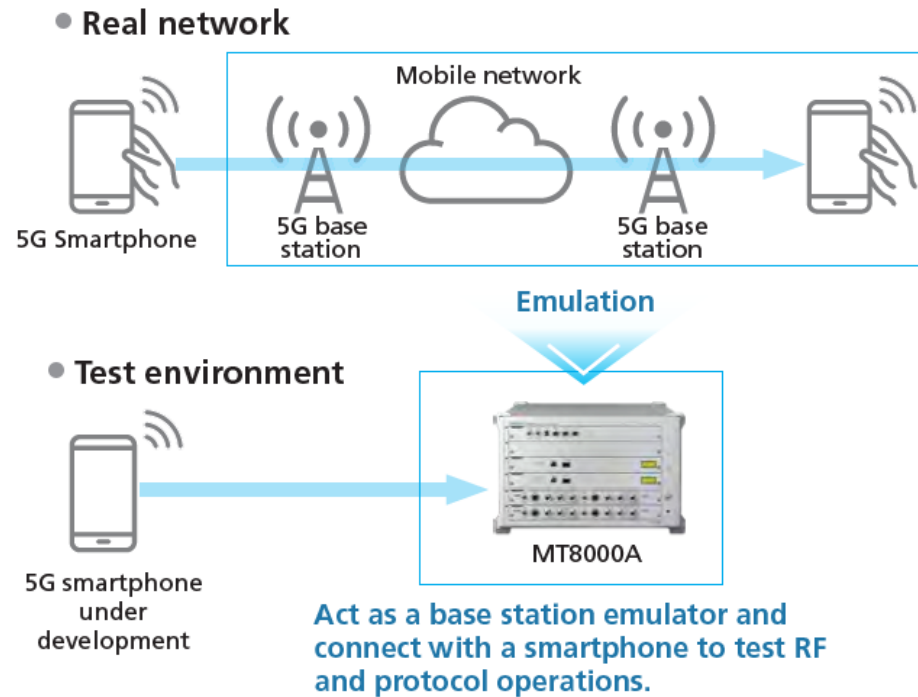 Real network
Mobile network
5G Smartphone
5G base
station
5G base
station
Emulation
Test environment
MT8000A
5G smartphone
under
development
Act as a base station emulator and
connect with a smartphone to test RF
and protocol operations.